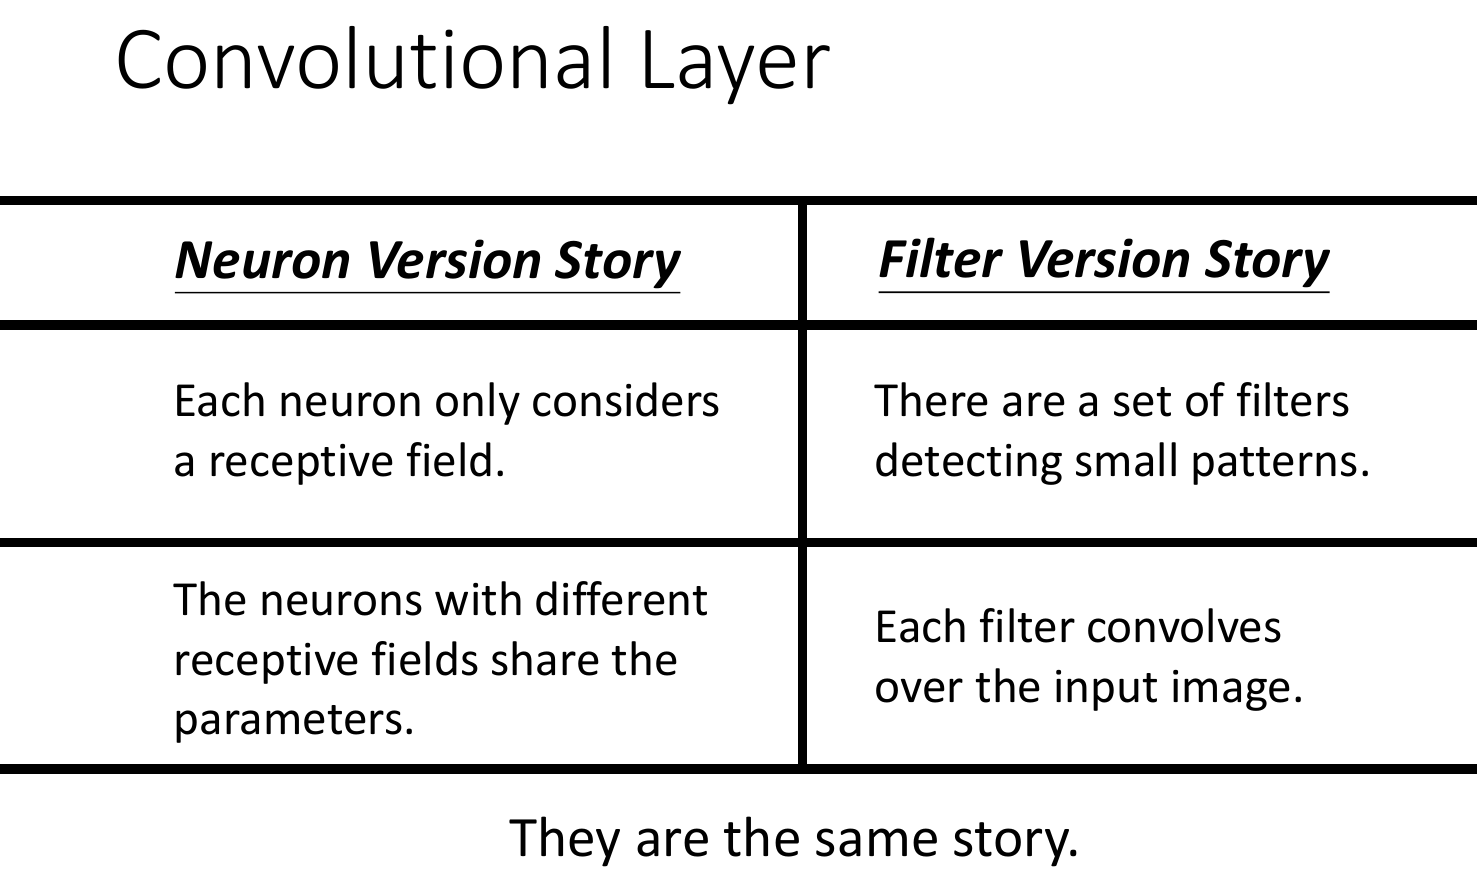 Convolutional Layer
Neuron Version Story
Filter Version Story
Each neuron only considers
a receptive field.
There are a set of filters
detecting small patterns.
The neurons with different
receptive fields share the
parameters.
Each filter convolves
over the input image.
They are the same story.